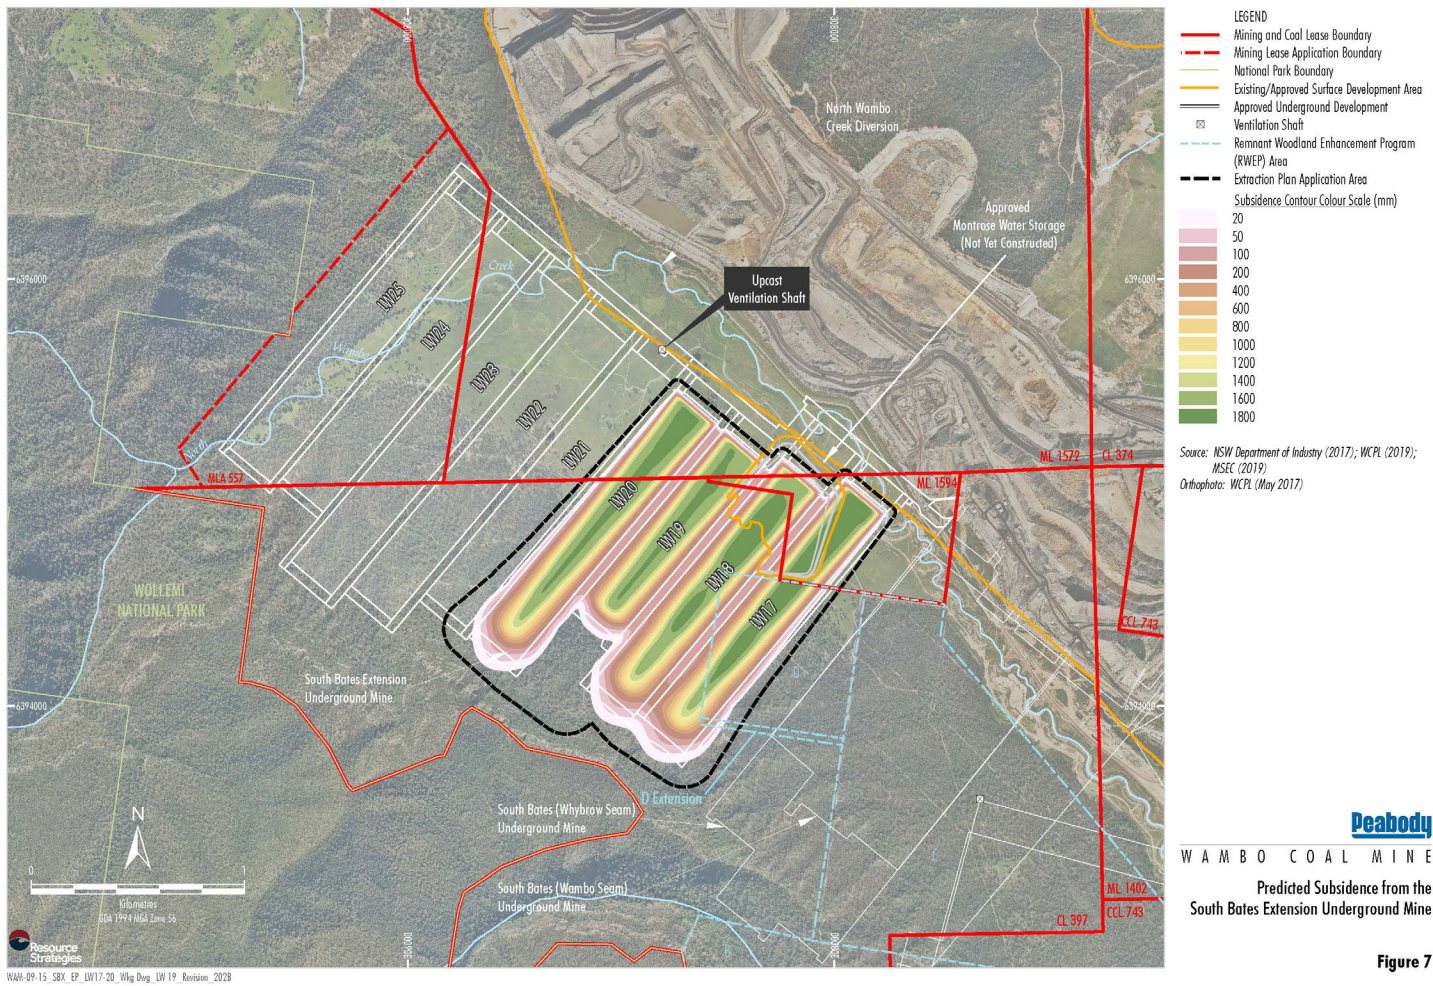 306000
308000
North Wambo
Creek Diversion
Approved
Montrose Water Storage
(Not Yet Constructed)
Creek
6396000
6396000
Upcast
Ventilation Shaft
LW25
LW24
Wambo
LW23
LW22
LW21
North
MLA 557
ML 1572
CL 374
ML 1594
LW20
LW19
LW18
LW17
WOLLEMI
NATIONAL PARK
CCL 743
South Bates Extension
Underground Mine
6394000
6394000
D Extension
South Bates (Whybrow Seam)
Underground Mine
South Bates (Wambo Seam)
Underground Mine
ML 1402
CCL 743
CL 397
N
0
1
Kilometres
GDA 1994 MGA Zone 56
Resource
Strategies
306000
308000
WAM-09-15_SBX_EP_LW17-20_Wkg Dwg_LW 19_Revision_202B
LEGEND
Mining and Coal Lease Boundary
Mining Lease Application Boundary
National Park Boundary
Existing/Approved Surface Development Area
Approved Underground Development
Ventilation Shaft
Remnant Woodland Enhancement Program
(RWEP) Area
Extraction Plan Application Area
Subsidence Contour Colour Scale (mm)
20
50
100
200
400
600
800
1000
1200
1400
1600
1800
Source: NSW Department of Industry (2017); WCPL (2019);
MSEC (2019)
Orthophoto: WCPL (May 2017)
Peabody
WAMBO COAL MINE
Predicted Subsidence from the
South Bates Extension Underground Mine
Figure 7